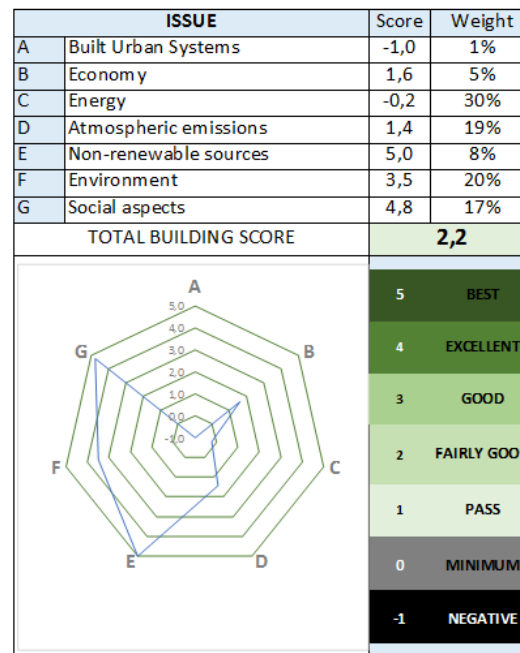 ISSUE Score Weight
A Built Urban Systems -1,0 1%
B Economy 1,6 5%
C Energy -0,2 30%
D Atmospheric emissions 1,4 19%
E Non-renewable sources 5,0 8%
F Environment 3,5 20%
G Social aspects 4,8 17%
TOTAL BUILDING SCORE 2,2
A
5,0
4,0
3,0
2,0
1,0
0,0
-1,0
B
C
D
E
F
G
5 BEST
4 EXCELLENT
3 GOOD
2 FAIRLY GOO
1 PASS
0 MINIMUM
-1 NEGATIVE